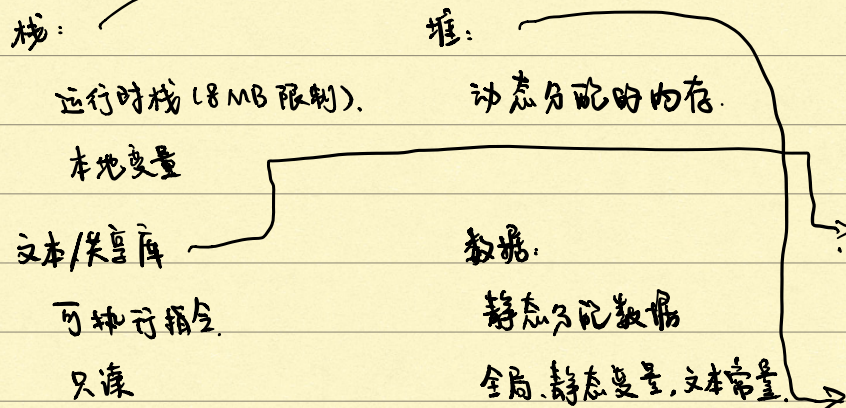 栈:
运行时栈(8MB限制).
本地变量
文本/共享库
可执行指令.
只读
堆:
动态分配的内存.
数据:
静态分配数据
全局、静态变量,文本常量.